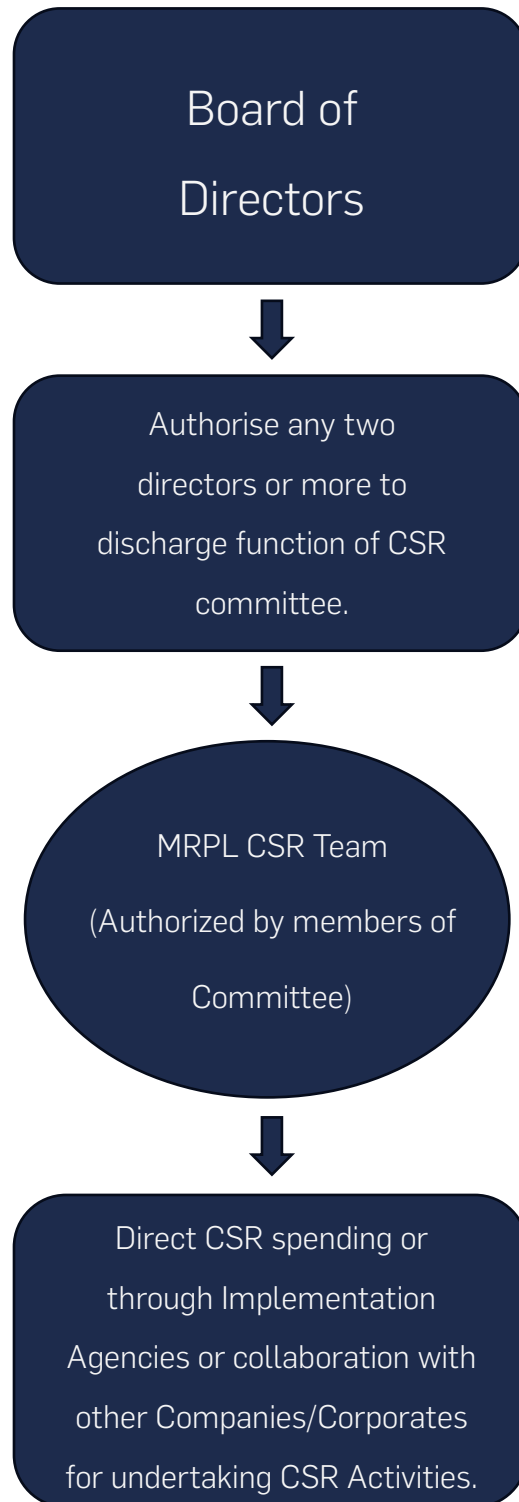 Board of
Directors
Authorise any two
directors or more to
discharge function of CSR
committee.
MRPL CSR Team
(Authorized by members of
Committee)
Direct CSR spending or
through Implementation
Agencies or collaboration with
other Companies/Corporates
for undertaking CSR Activities.